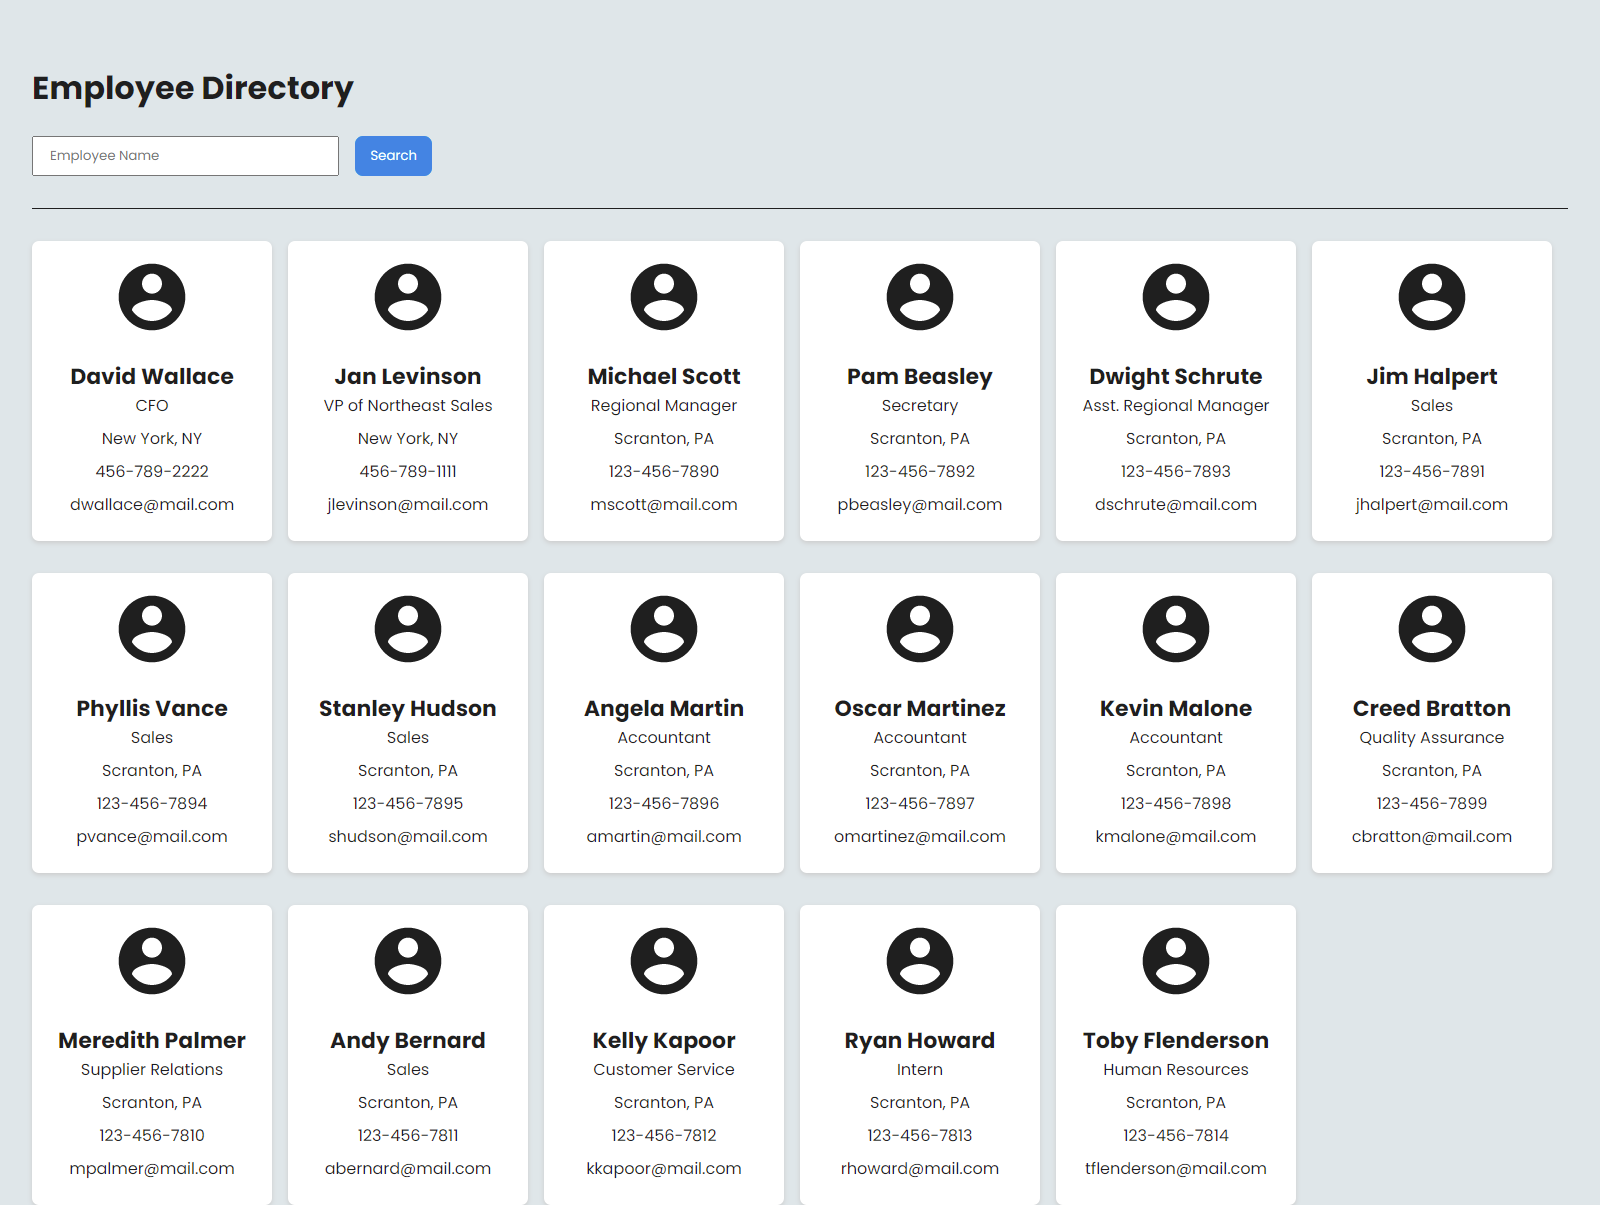 Employee Directory
Employee Name
Search
David Wallace
CFO
New York, NY
456-789-2222
dwallace@mail.com
Jan Levinson
VP of Northeast Sales
New York, NY
456-789-1111
jlevinson@mail.com
Michael Scott
Regional Manager
Scranton, PA
123-456-7890
mscott@mail.com
Pam Beasley
Secretary
Scranton, PA
123-456-7892
pbeasley@mail.com
Dwight Schrute
Asst. Regional Manager
Scranton, PA
123-456-7893
dschrute@mail.com
Jim Halpert
Sales
Scranton, PA
123-456-7891
jhalpert@mail.com
Phyllis Vance
Sales
Scranton, PA
123-456-7894
pvance@mail.com
Stanley Hudson
Sales
Scranton, PA
123-456-7895
shudson@mail.com
Angela Martin
Accountant
Scranton, PA
123-456-7896
amartin@mail.com
Oscar Martinez
Accountant
Scranton, PA
123-456-7897
omartinez@mail.com
Kevin Malone
Accountant
Scranton, PA
123-456-7898
kmalone@mail.com
Creed Bratton
Quality Assurance
Scranton, PA
123-456-7899
cbratton@mail.com
Meredith Palmer
Supplier Relations
Scranton, PA
123-456-7810
mpalmer@mail.com
Andy Bernard
Sales
Scranton, PA
123-456-7811
abernard@mail.com
Kelly Kapoor
Customer Service
Scranton, PA
123-456-7812
kkapoor@mail.com
Ryan Howard
Intern
Scranton, PA
123-456-7813
rhoward@mail.com
Toby Flenderson
Human Resources
Scranton, PA
123-456-7814
tflenderson@mail.com